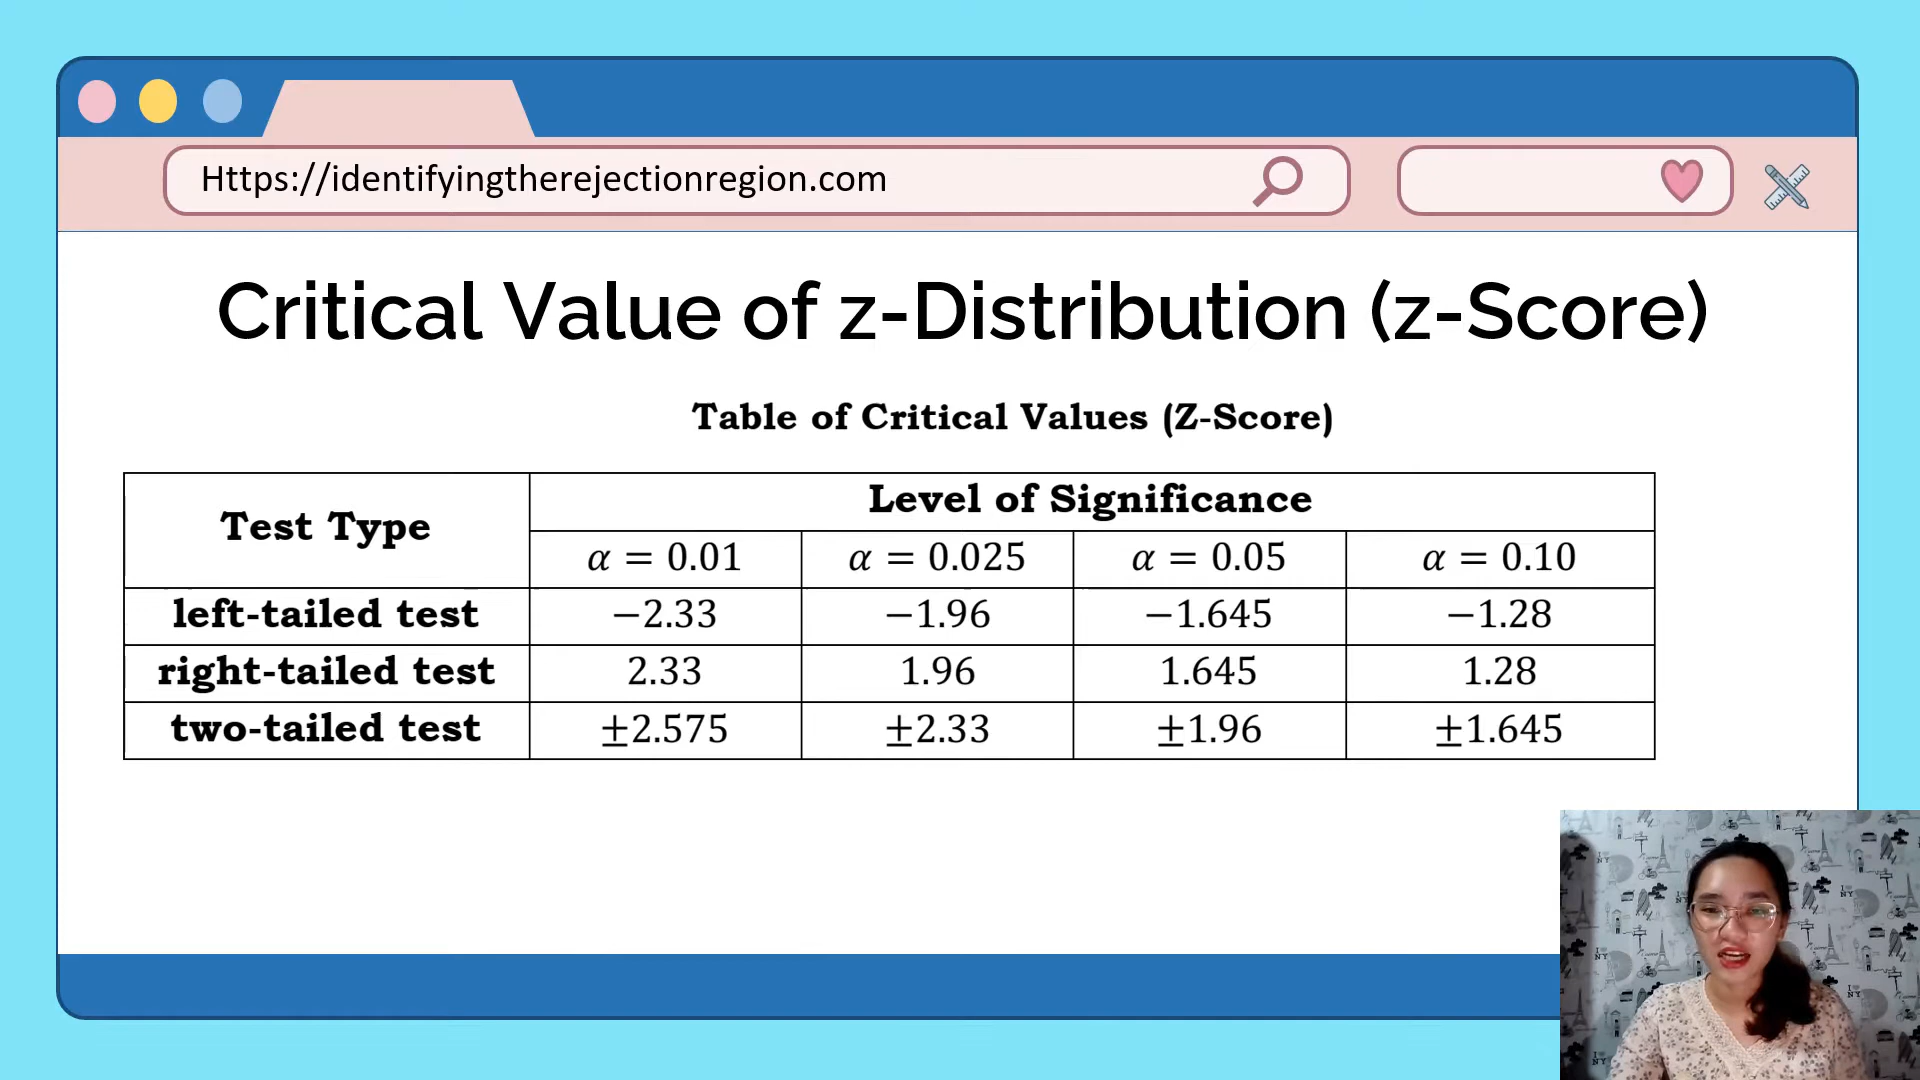 Https://identifyingtherejectionregion.com
Critical Value of z-Distribution (z-Score)
Table of Critical Values (Z-Score)
Test Type
Level of Significance
α = 0.01 α = 0.025 α = 0.05 α = 0.10
left-tailed test −2.33 −1.96 −1.645 −1.28
right-tailed test 2.33 1.96 1.645 1.28
two-tailed test ±2.575 ±2.33 ±1.96 ±1.645